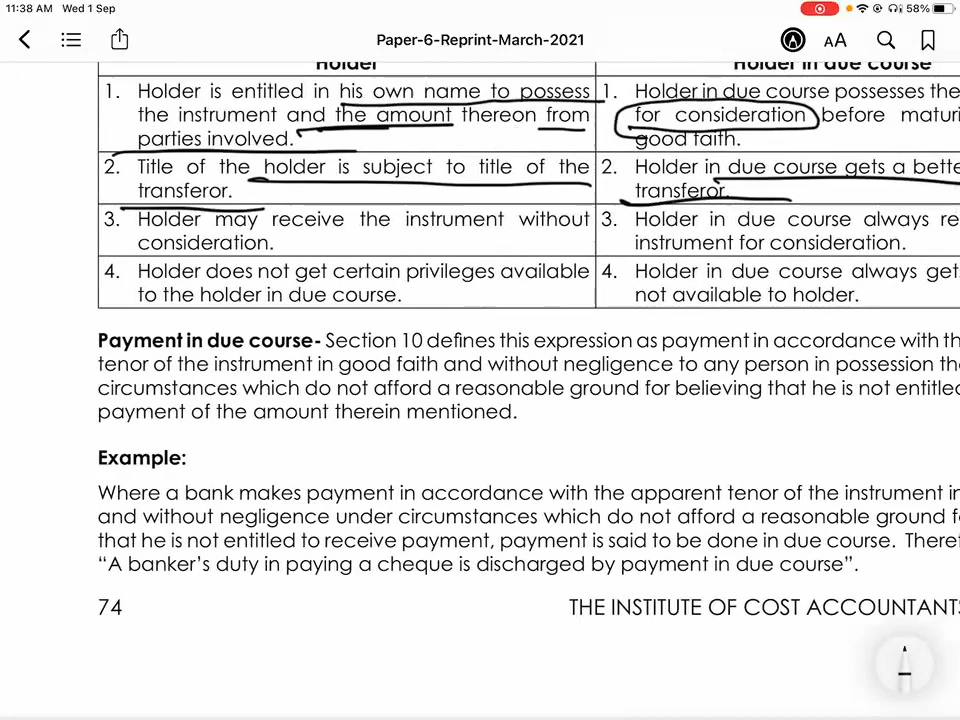 11:38 AM Wed 1 Sep 58%
Paper-6-Reprint-March-2021
AA
Holder Holder in due course
1. Holder is entitled in his own name to possess the instrument and the amount thereon from parties involved.
1. Holder in due course possesses the
for consideration before maturi
good faith.
2. Title of the holder is subject to title of the
transferor.
2. Holder in due course gets a bette
transferor.
3. Holder may receive the instrument without
consideration.
3. Holder in due course always re
instrument for consideration.
4. Holder does not get certain privileges available
to the holder in due course.
4. Holder in due course always get
not available to holder.
Payment in due course- Section 10 defines this expression as payment in accordance with th
tenor of the instrument in good faith and without negligence to any person in possession the
circumstances which do not afford a reasonable ground for believing that he is not entitled
payment of the amount therein mentioned.
Example:
Where a bank makes payment in accordance with the apparent tenor of the instrument in
and without negligence under circumstances which do not afford a reasonable ground fo
that he is not entitled to receive payment, payment is said to be done in due course. Theref
“A banker’s duty in paying a cheque is discharged by payment in due course”.
74 THE INSTITUTE OF COST ACCOUNTANTS